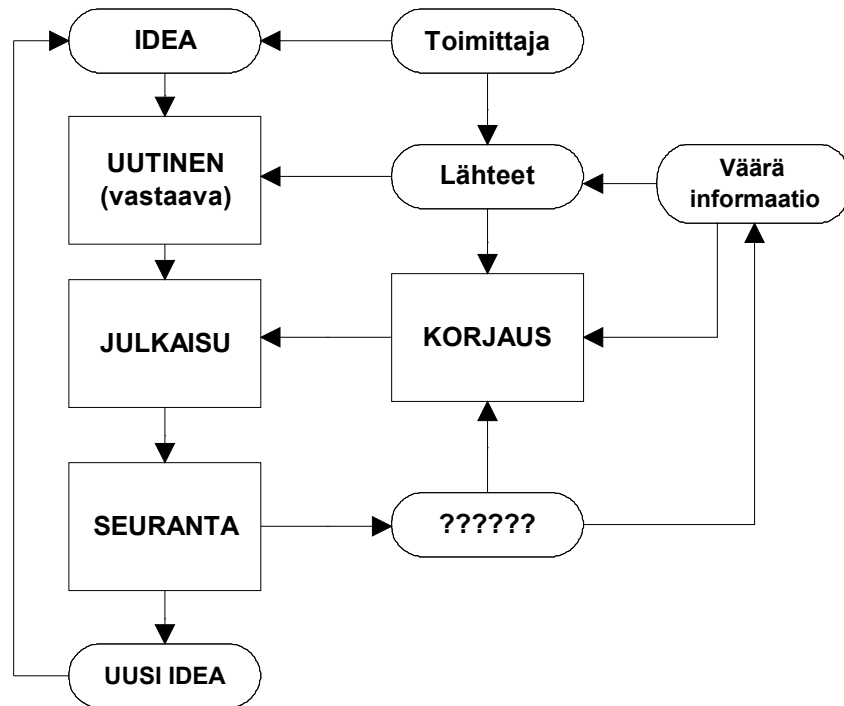 IDEA
Toimittaja
UUTINEN
(vastaava)
Lähteet
Väärä
informaatio
JULKAISU
KORJAUS
SEURANTA
??????
UUSI IDEA